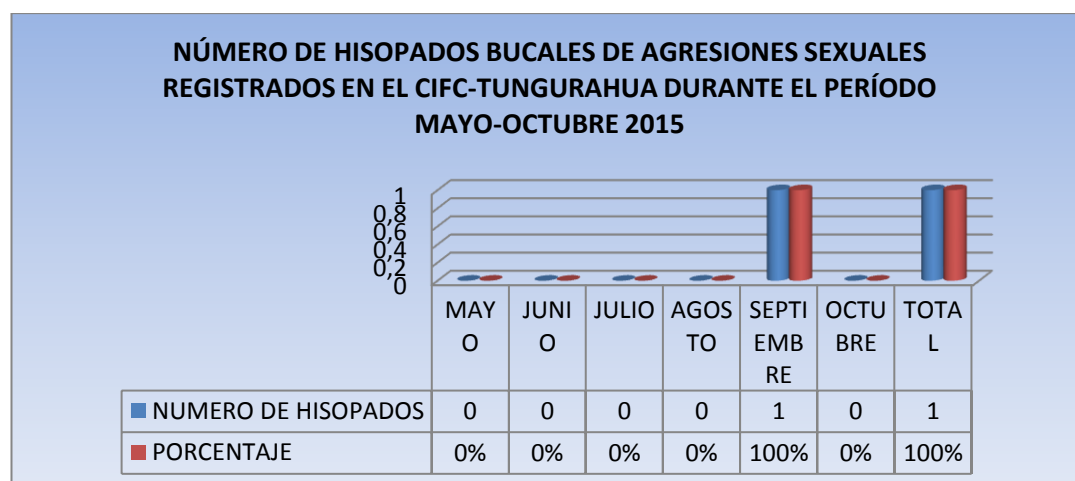 NÚMERO DE HISOPADOS BUCALES DE AGRESIONES SEXUALES
REGISTRADOS EN EL CIFC-TUNGURAHUA DURANTE EL PERÍODO
MAYO-OCTUBRE 2015
1
0,8
0,6
0,4
0,2
0
MAY
O
JUNI
O
JULIO
AGOS
TO
SEPTI
EMB
RE
OCTU
BRE
TOTA
L
NUMERO DE HISOPADOS 0 0 0 0 1 0 1
PORCENTAJE 0% 0% 0% 0% 100% 0% 100%